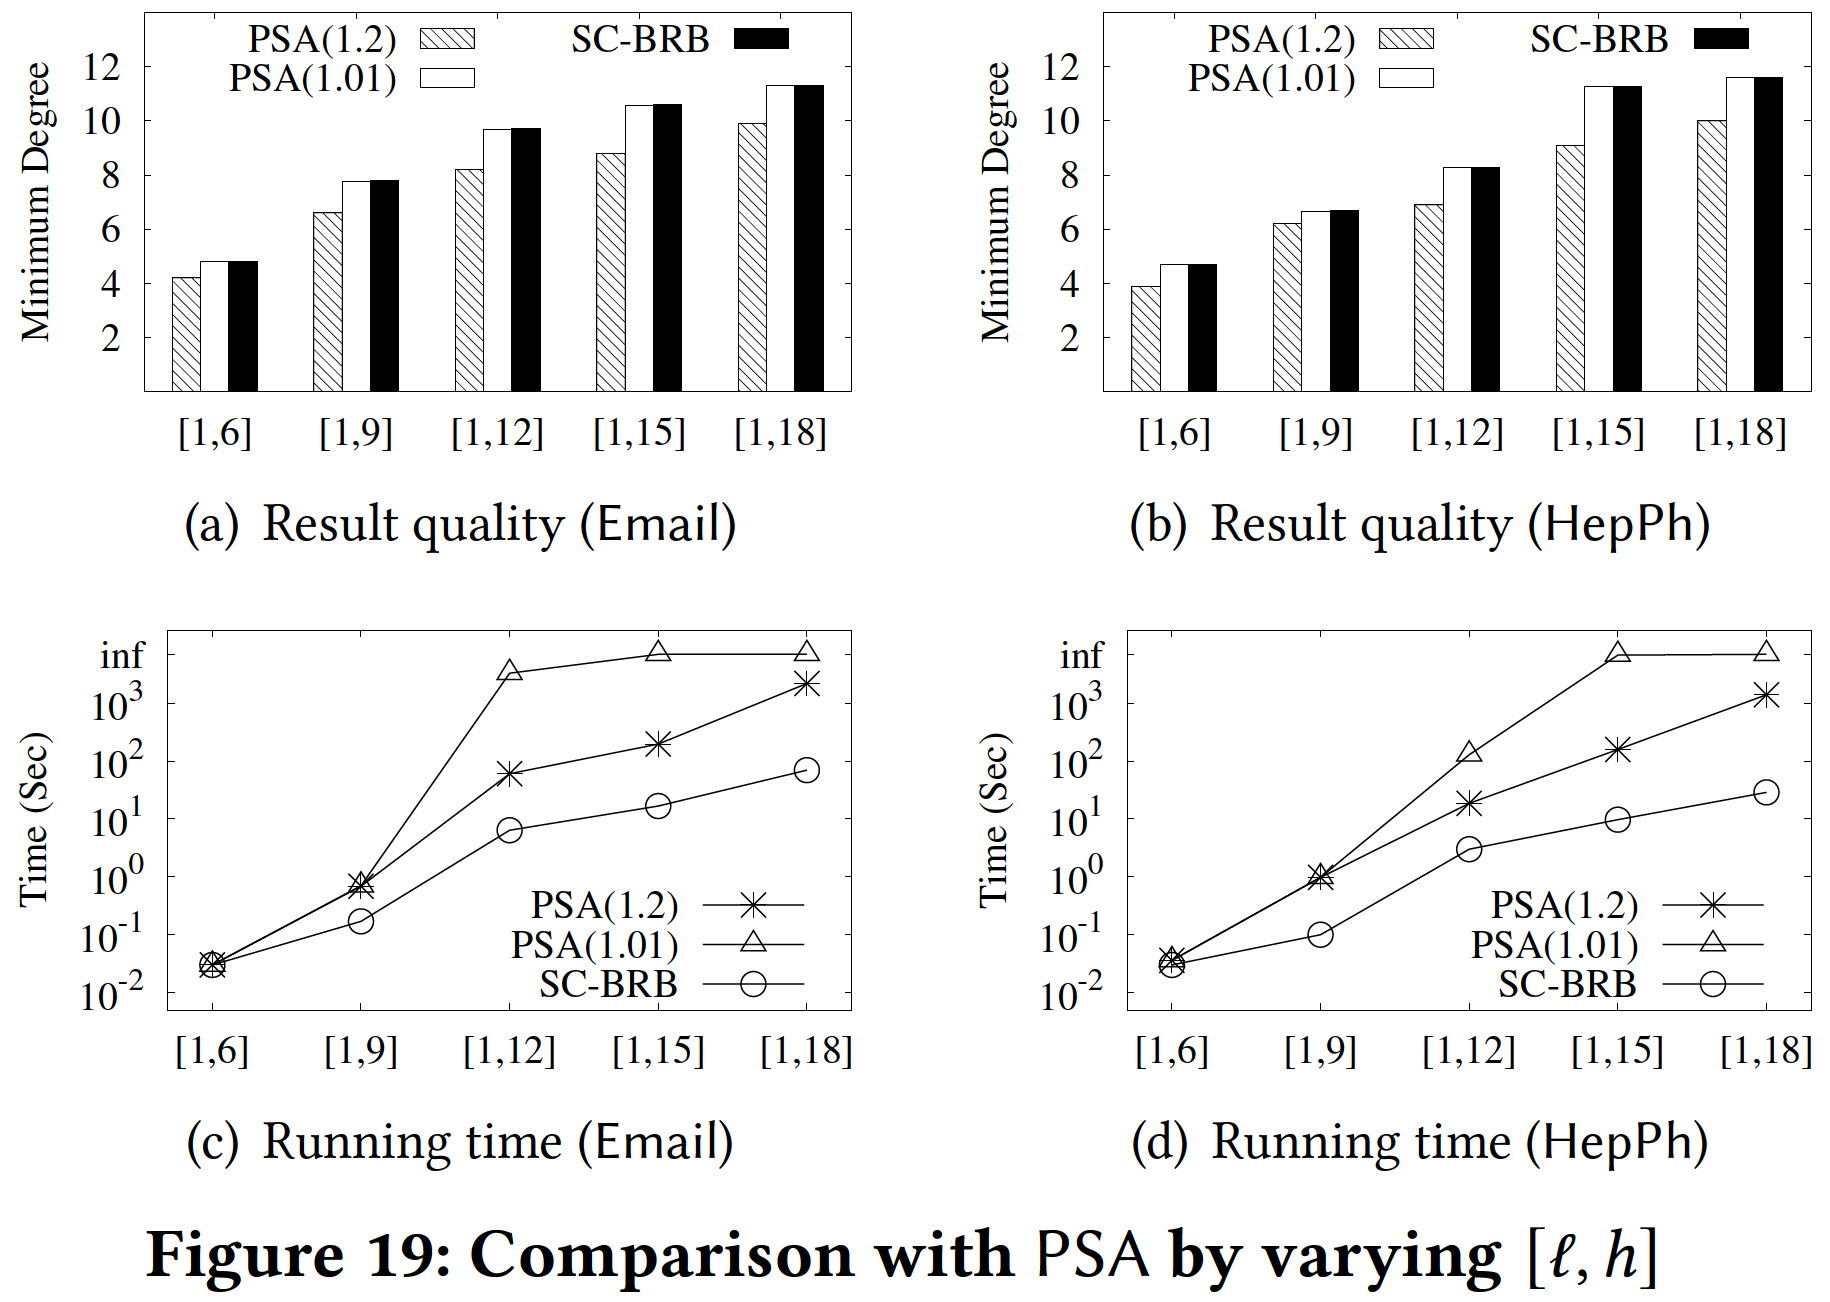 PSA(1.2)
PSA(1.01)
SC-BRB
Minimum Degree
12
10
8
6
4
2
[1,6] [1,9] [1,12] [1,15] [1,18]
(a) Result quality (Email)
PSA(1.2)
PSA(1.01)
SC-BRB
Minimum Degree
12
10
8
6
4
2
[1,6] [1,9] [1,12] [1,15] [1,18]
(b) Result quality (HepPh)
Time (Sec)
inf
10^3
10^2
10^1
10^0
10^-1
10^-2
PSA(1.2)
PSA(1.01)
SC-BRB
[1,6] [1,9] [1,12] [1,15] [1,18]
(c) Running time (Email)
Time (Sec)
inf
10^3
10^2
10^1
10^0
10^-1
10^-2
PSA(1.2)
PSA(1.01)
SC-BRB
[1,6] [1,9] [1,12] [1,15] [1,18]
(d) Running time (HepPh)
Figure 19: Comparison with PSA by varying [ℓ, h]